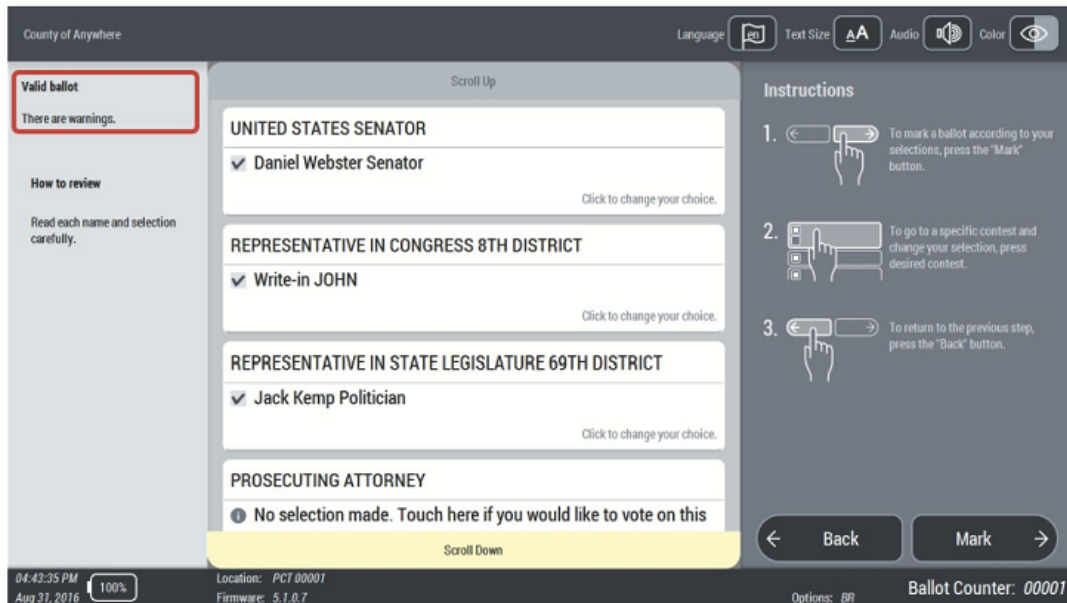 County of Anywhere
Language en Text Size AA Audio Color
Valid ballot
There are warnings.
How to review
Read each name and selection
carefully.
Scroll Up
UNITED STATES SENATOR
Daniel Webster Senator
Click to change your choice.
REPRESENTATIVE IN CONGRESS 8TH DISTRICT
Write-in JOHN
Click to change your choice.
REPRESENTATIVE IN STATE LEGISLATURE 69TH DISTRICT
Jack Kemp Politician
Click to change your choice.
PROSECUTING ATTORNEY
No selection made. Touch here if you would like to vote on this
Scroll Down
Instructions
1. To mark a ballot according to your
selections, press the "Mark"
button.
2. To go to a specific contest and
change your selection, press
desired contest.
3. To return to the previous step,
press the "Back" button.
Back
Mark
04:43:35 PM
Aug 31, 2016
100%
Location: PCT 00001
Firmware: 5.1.0.7
Options: BR
Ballot Counter: 00001